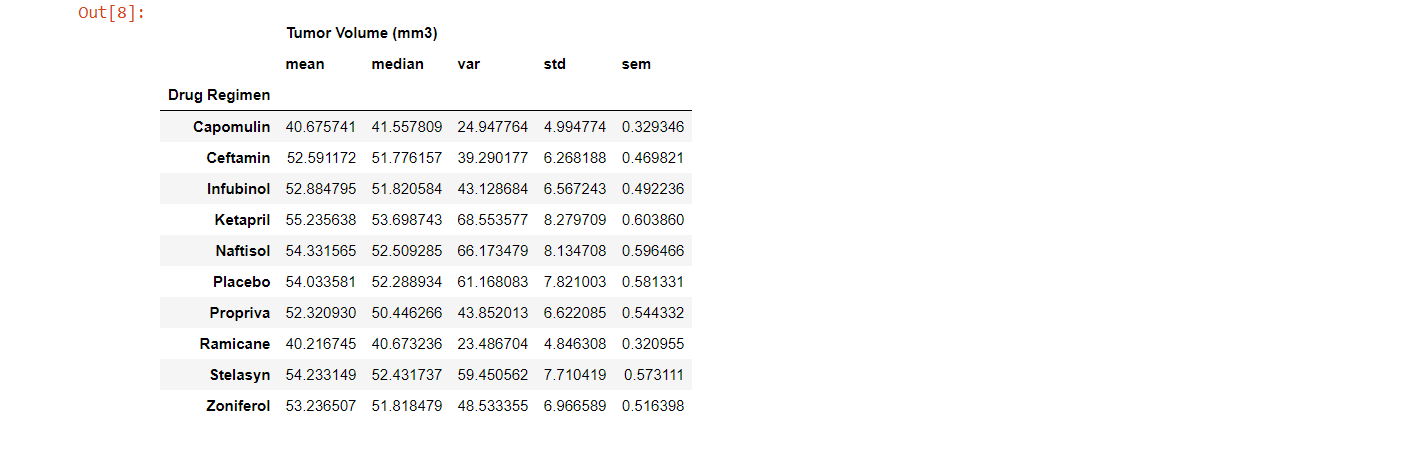 Out[8]:
Tumor Volume (mm3)
mean median var std sem
Drug Regimen
Capomulin 40.675741 41.557809 24.947764 4.994774 0.329346
Ceftamin 52.591172 51.776157 39.290177 6.268188 0.469821
Infubinol 52.884795 51.820584 43.128684 6.567243 0.492236
Ketapril 55.235638 53.698743 68.553577 8.279709 0.603860
Naftisol 54.331565 52.509285 66.173479 8.134708 0.596466
Placebo 54.033581 52.288934 61.168083 7.821003 0.581331
Propriva 52.320930 50.446266 43.852013 6.622085 0.544332
Ramicane 40.216745 40.673236 23.486704 4.846308 0.320955
Stelasyn 54.233149 52.431737 59.450562 7.710419 0.573111
Zoniferol 53.236507 51.818479 48.533355 6.966589 0.516398